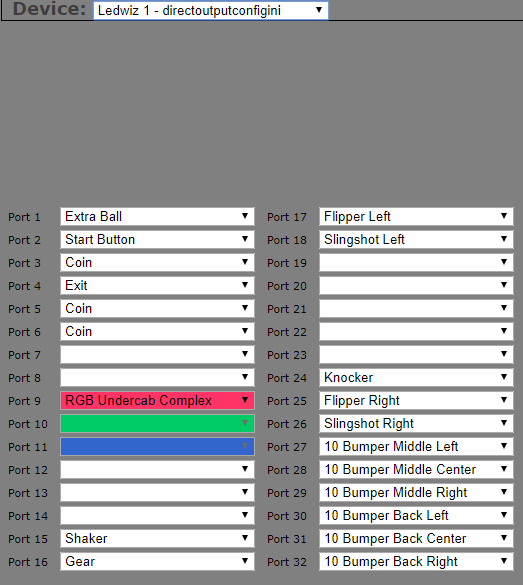 Device: Ledwiz 1 - directoutputconfigini
Port 1 Extra Ball Port 17 Flipper Left
Port 2 Start Button Port 18 Slingshot Left
Port 3 Coin Port 19
Port 4 Exit Port 20
Port 5 Coin Port 21
Port 6 Coin Port 22
Port 7 Port 23
Port 8 Port 24 Knocker
Port 9 RGB Undercab Complex Port 25 Flipper Right
Port 10 Port 26 Slingshot Right
Port 11 Port 27 10 Bumper Middle Left
Port 12 Port 28 10 Bumper Middle Center
Port 13 Port 29 10 Bumper Middle Right
Port 14 Port 30 10 Bumper Back Left
Port 15 Shaker Port 31 10 Bumper Back Center
Port 16 Gear Port 32 10 Bumper Back Right